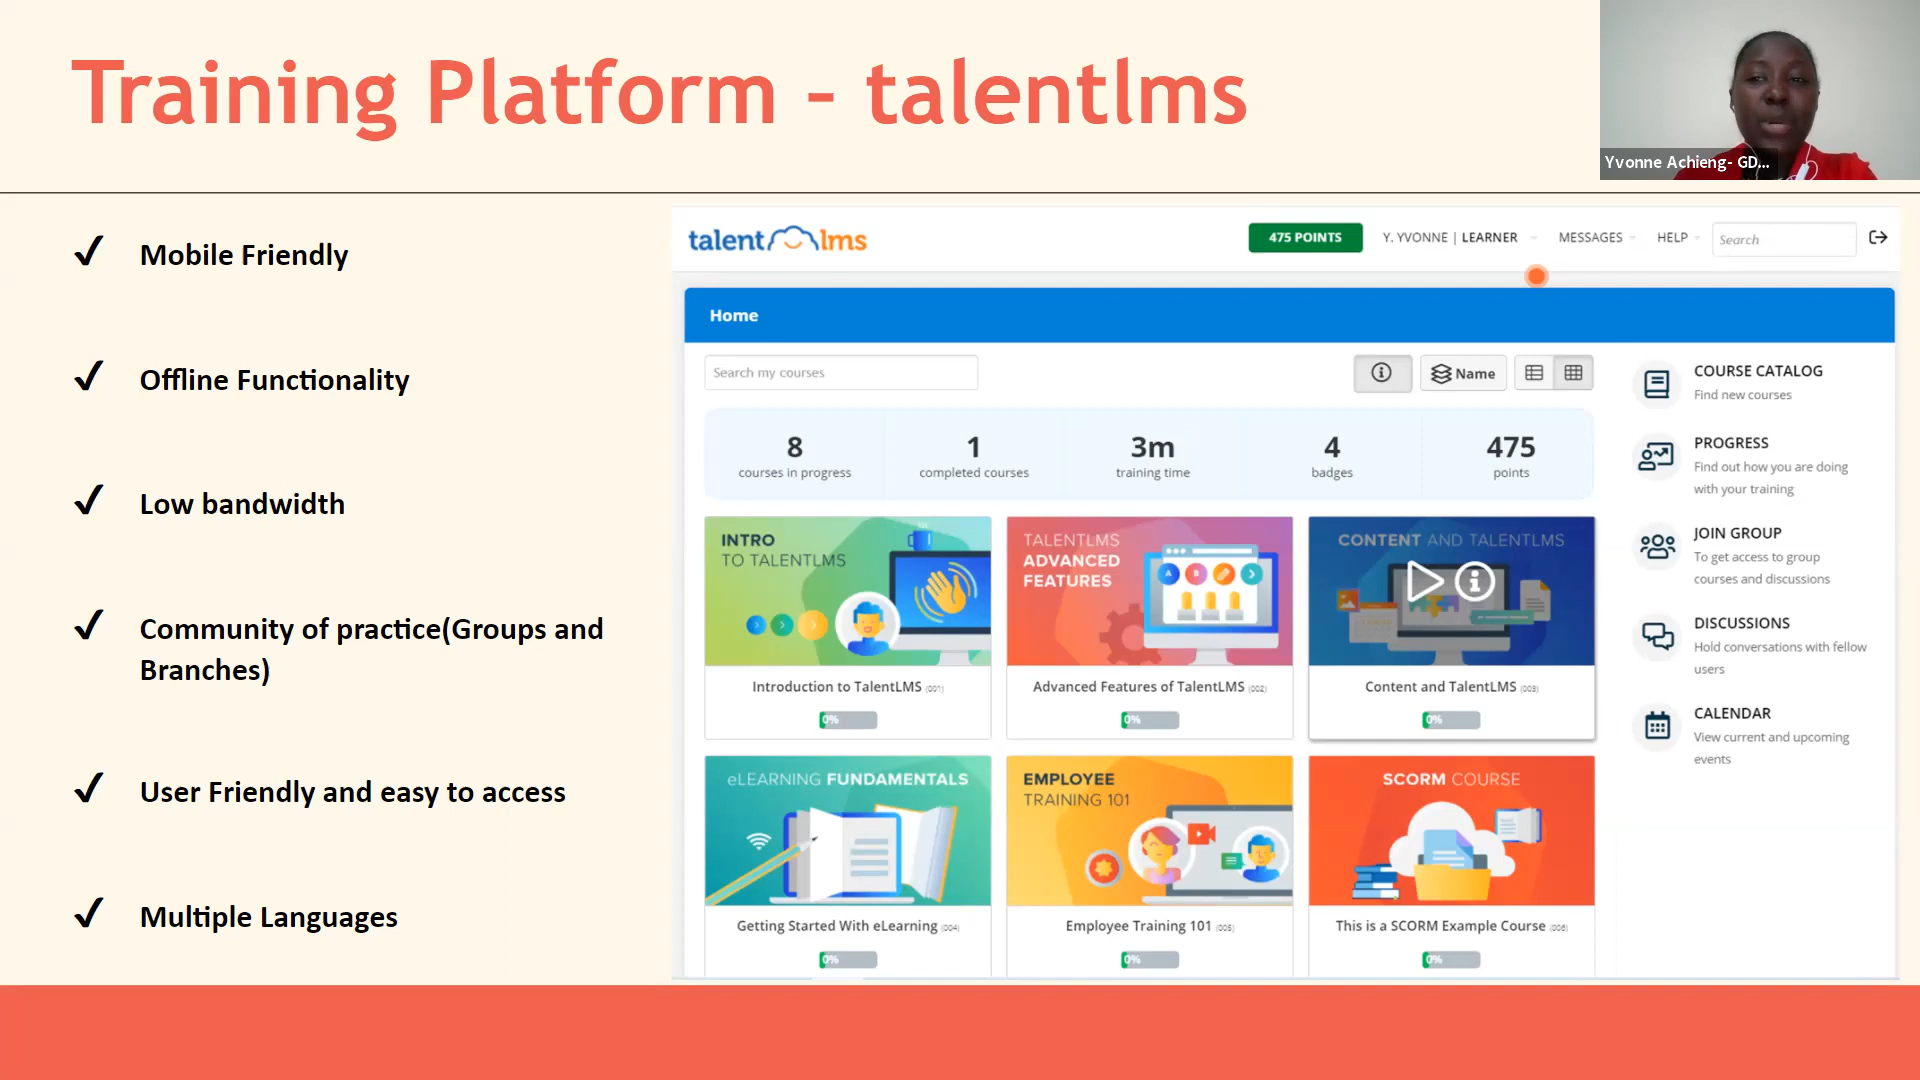 Training Platform - talentlms
Yvonne Achieng- GD...
✓ Mobile Friendly
✓ Offline Functionality
✓ Low bandwidth
✓ Community of practice(Groups and
Branches)
✓ User Friendly and easy to access
✓ Multiple Languages
talentlms
475 POINTS
Y. YVONNE | LEARNER
MESSAGES
HELP
Search
Home
Search my courses
Name
8
courses in progress
1
completed courses
3m
training time
4
badges
475
points
INTRO
TO TALENTLMS
Introduction to TalentLMS (001)
0%
TALENTLMS
ADVANCED
FEATURES
A B
Advanced Features of TalentLMS (002)
0%
CONTENT AND TALENTLMS
Content and TalentLMS (003)
0%
eLEARNING FUNDAMENTALS
Getting Started With eLearning (004)
0%
EMPLOYEE
TRAINING 101
Employee Training 101 (005)
0%
SCORM COURSE
This is a SCORM Example Course (006)
0%
COURSE CATALOG
Find new courses
PROGRESS
Find out how you are doing
with your training
JOIN GROUP
To get access to group
courses and discussions
DISCUSSIONS
Hold conversations with fellow
users
CALENDAR
View current and upcoming
events